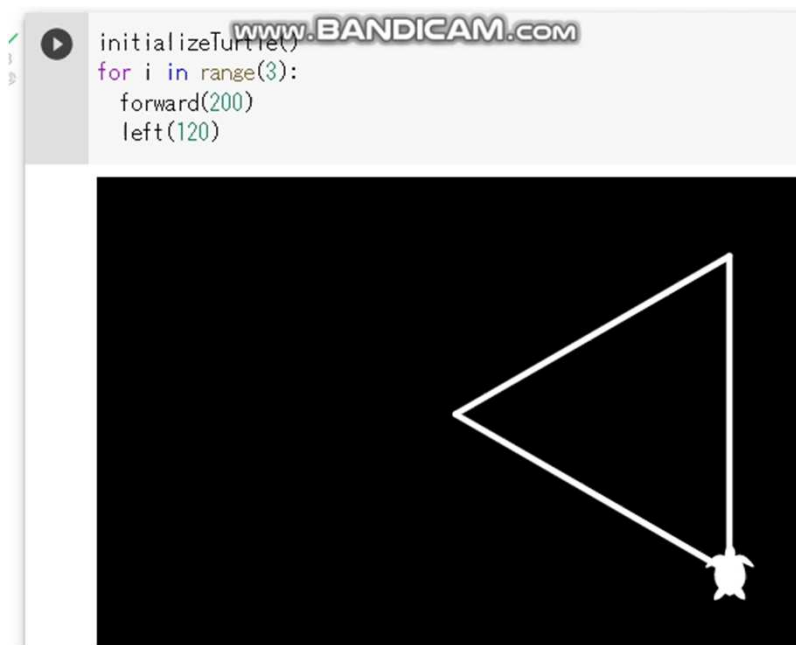 WWW.BANDICAM.COM
initializeTurtle()
for i in range(3):
  forward(200)
  left(120)